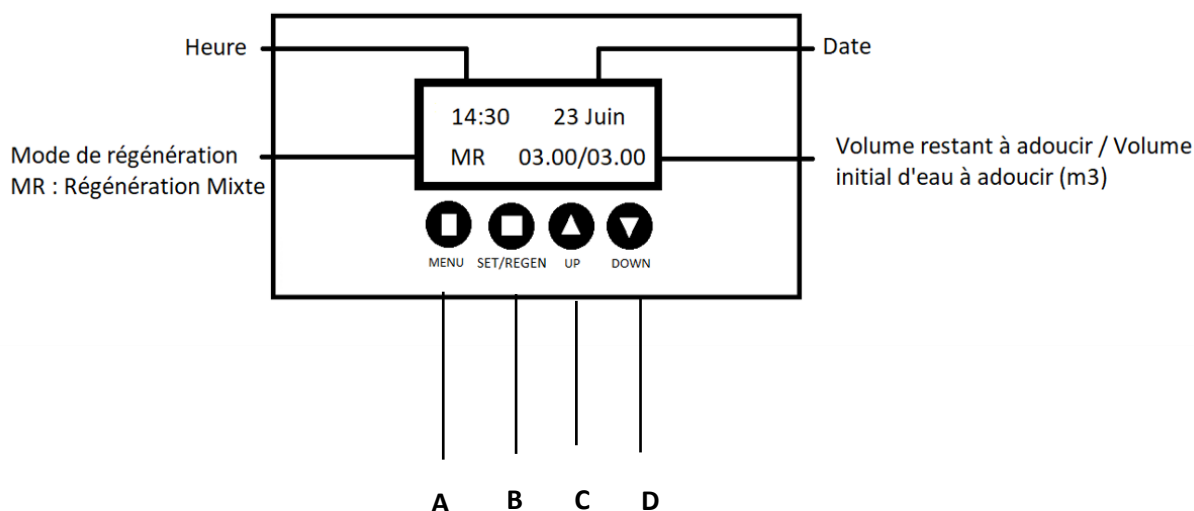 Heure
Date
14:30 23 Juin
Mode de régénération
MR : Régénération Mixte
MR 03.00/03.00
Volume restant à adoucir / Volume
initial d'eau à adoucir (m3)
MENU SET/REGEN UP DOWN
A B C D